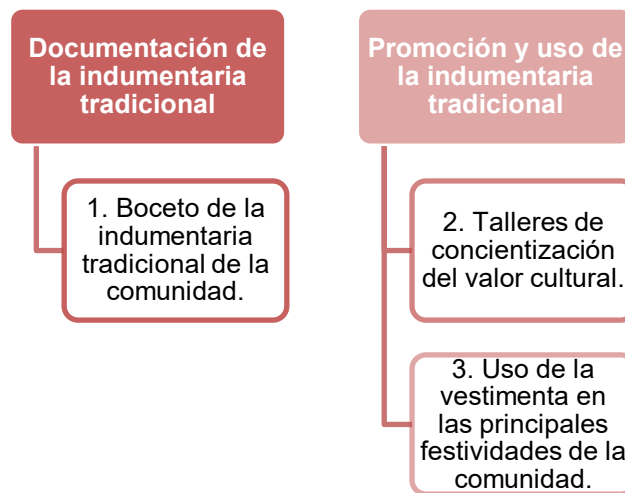 Documentación de
la indumentaria
tradicional
1. Boceto de la
indumentaria
tradicional de la
comunidad.
Promoción y uso de
la indumentaria
tradicional
2. Talleres de
concientización
del valor cultural.
3. Uso de la
vestimenta en
las principales
festividades de la
comunidad.